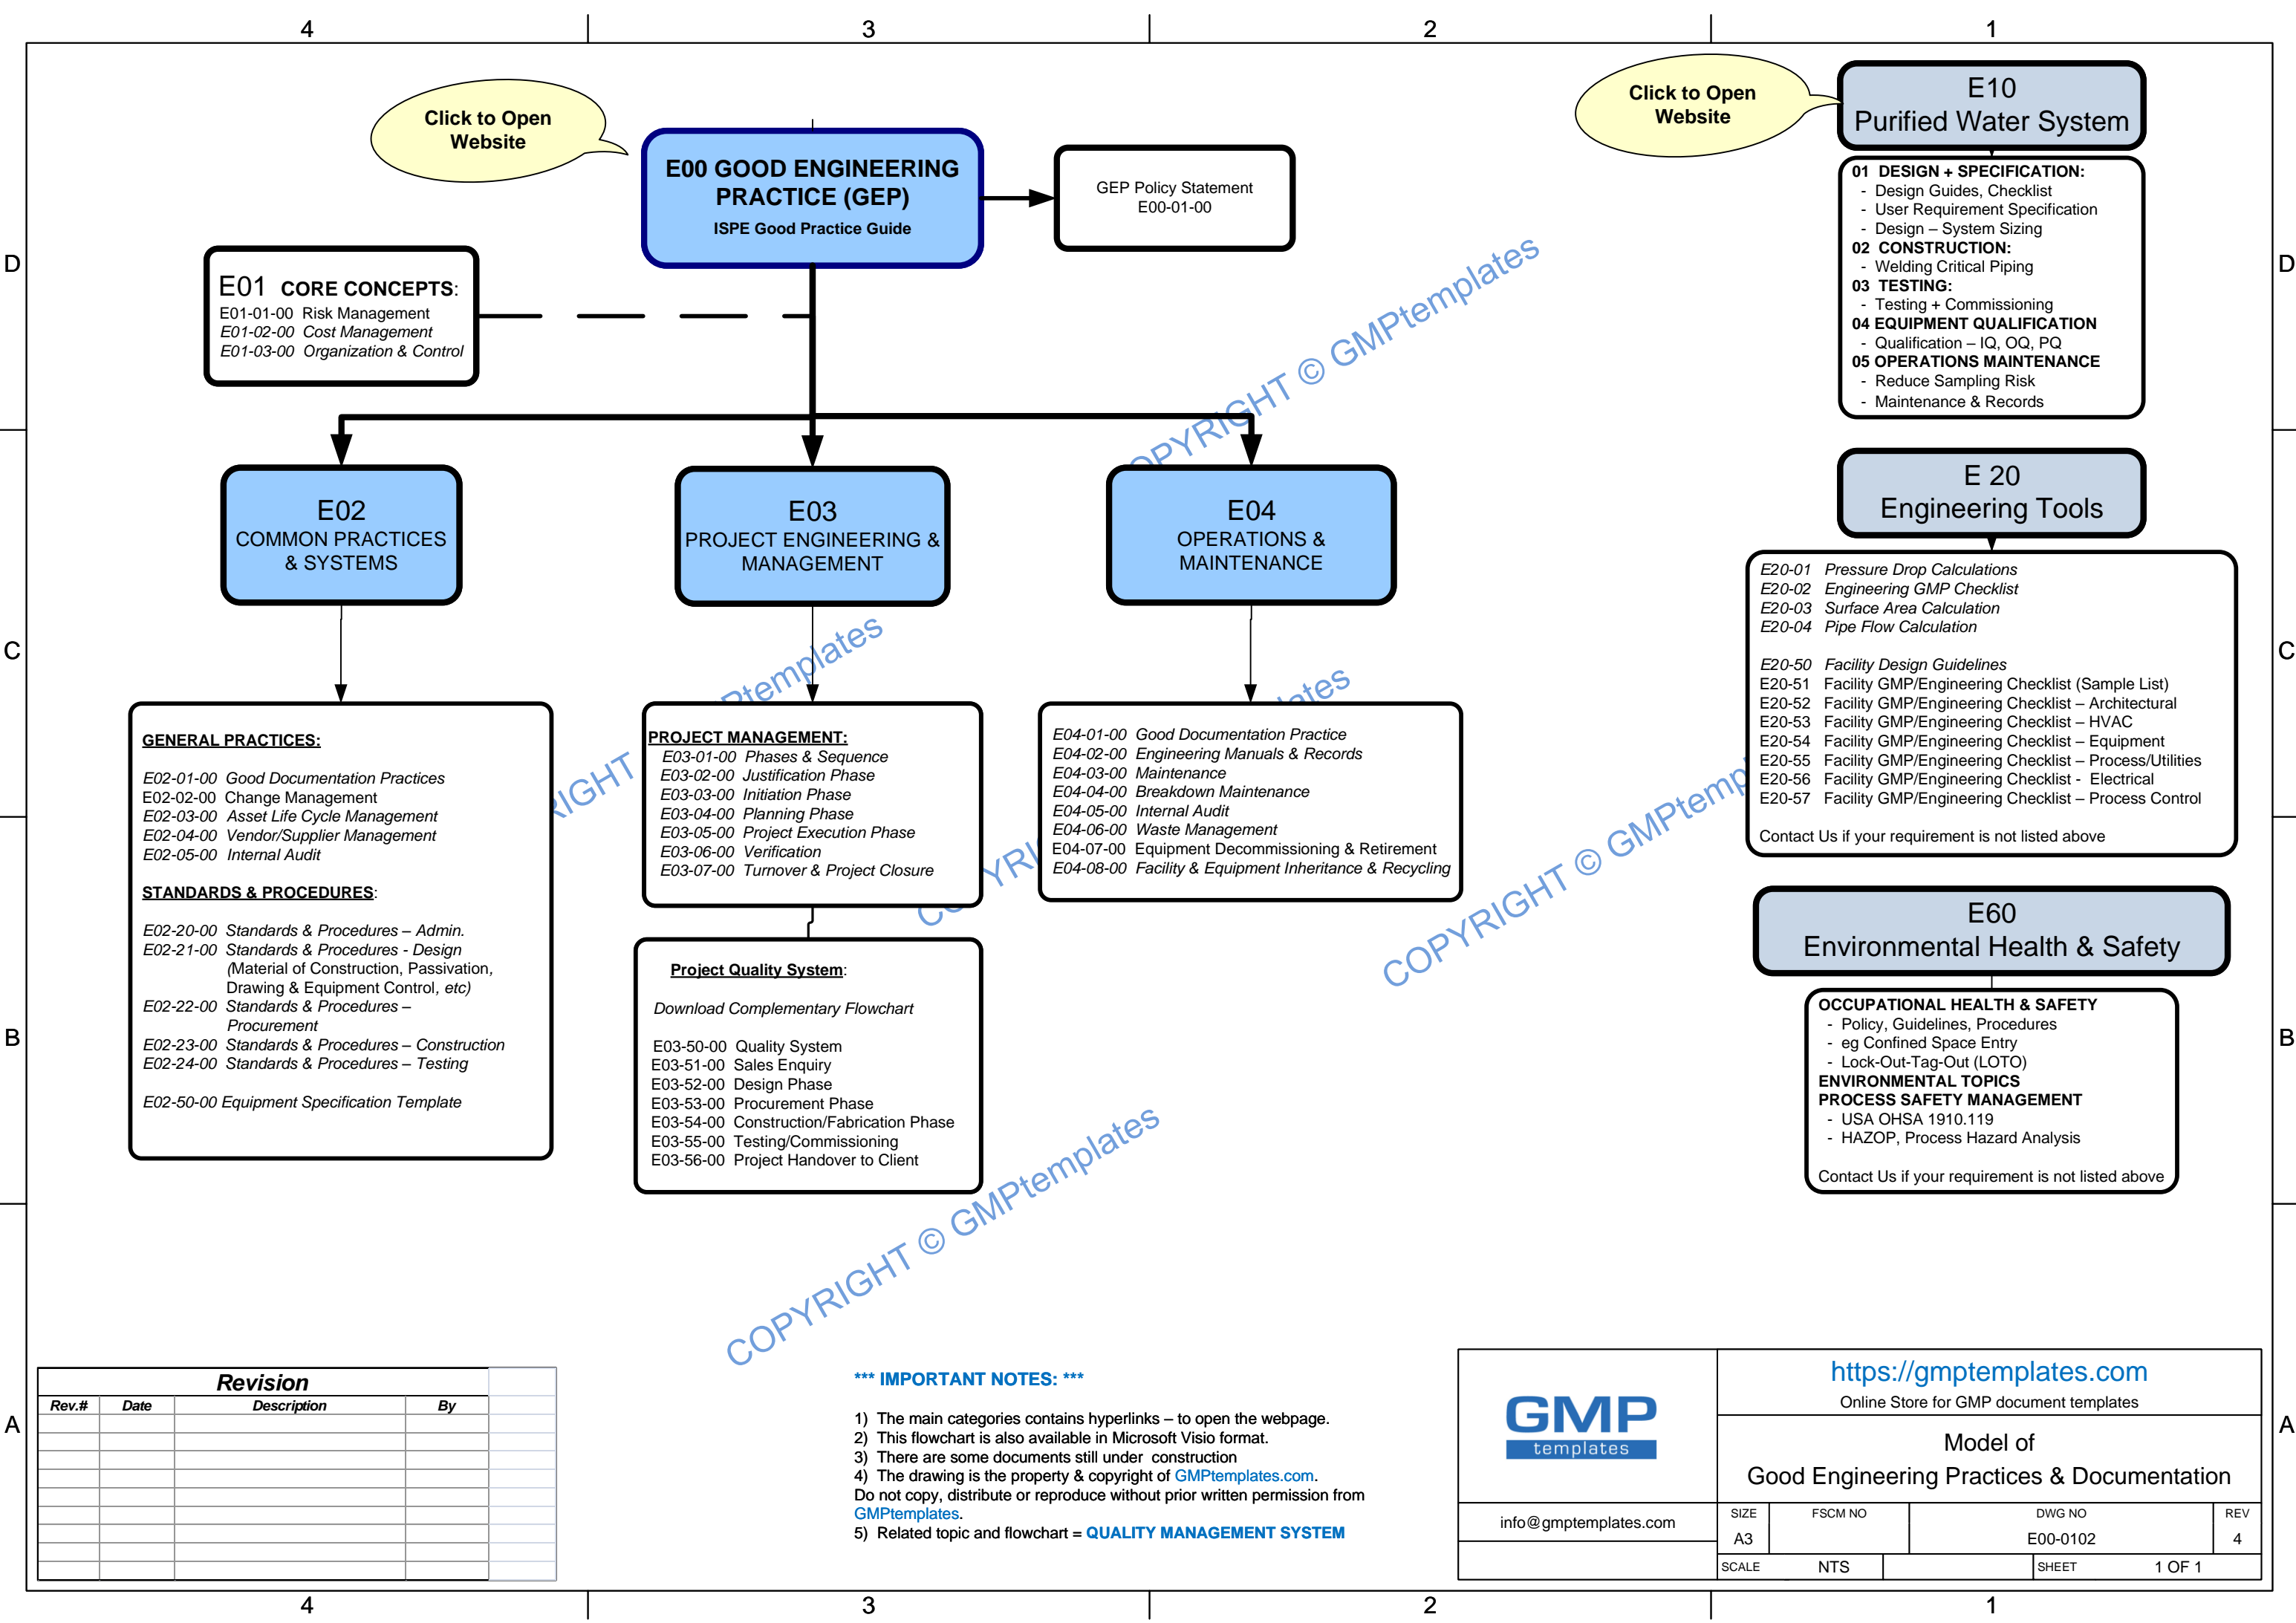 4
3
2
1
Click to Open
Website
E00 GOOD ENGINEERING
PRACTICE (GEP)
ISPE Good Practice Guide
GEP Policy Statement
E00-01-00
E01 CORE CONCEPTS:
E01-01-00 Risk Management
E01-02-00 Cost Management
E01-03-00 Organization & Control
D
D
Click to Open
Website
E10
Purified Water System
01 DESIGN + SPECIFICATION:
- Design Guides, Checklist
- User Requirement Specification
- Design – System Sizing
02 CONSTRUCTION:
- Welding Critical Piping
03 TESTING:
- Testing + Commissioning
04 EQUIPMENT QUALIFICATION
- Qualification – IQ, OQ, PQ
05 OPERATIONS MAINTENANCE
- Reduce Sampling Risk
- Maintenance & Records
E02
COMMON PRACTICES
& SYSTEMS
E03
PROJECT ENGINEERING &
MANAGEMENT
E04
OPERATIONS &
MAINTENANCE
E 20
Engineering Tools
E20-01 Pressure Drop Calculations
E20-02 Engineering GMP Checklist
E20-03 Surface Area Calculation
E20-04 Pipe Flow Calculation
E20-50 Facility Design Guidelines
E20-51 Facility GMP/Engineering Checklist (Sample List)
E20-52 Facility GMP/Engineering Checklist – Architectural
E20-53 Facility GMP/Engineering Checklist – HVAC
E20-54 Facility GMP/Engineering Checklist – Equipment
E20-55 Facility GMP/Engineering Checklist – Process/Utilities
E20-56 Facility GMP/Engineering Checklist - Electrical
E20-57 Facility GMP/Engineering Checklist – Process Control
Contact Us if your requirement is not listed above
C
C
GENERAL PRACTICES:
E02-01-00 Good Documentation Practices
E02-02-00 Change Management
E02-03-00 Asset Life Cycle Management
E02-04-00 Vendor/Supplier Management
E02-05-00 Internal Audit
STANDARDS & PROCEDURES:
E02-20-00 Standards & Procedures – Admin.
E02-21-00 Standards & Procedures - Design
(Material of Construction, Passivation,
Drawing & Equipment Control, etc)
E02-22-00 Standards & Procedures –
Procurement
E02-23-00 Standards & Procedures – Construction
E02-24-00 Standards & Procedures – Testing
E02-50-00 Equipment Specification Template
PROJECT MANAGEMENT:
E03-01-00 Phases & Sequence
E03-02-00 Justification Phase
E03-03-00 Initiation Phase
E03-04-00 Planning Phase
E03-05-00 Project Execution Phase
E03-06-00 Verification
E03-07-00 Turnover & Project Closure
Project Quality System:
Download Complementary Flowchart
E03-50-00 Quality System
E03-51-00 Sales Enquiry
E03-52-00 Design Phase
E03-53-00 Procurement Phase
E03-54-00 Construction/Fabrication Phase
E03-55-00 Testing/Commissioning
E03-56-00 Project Handover to Client
E04-01-00 Good Documentation Practice
E04-02-00 Engineering Manuals & Records
E04-03-00 Maintenance
E04-04-00 Breakdown Maintenance
E04-05-00 Internal Audit
E04-06-00 Waste Management
E04-07-00 Equipment Decommissioning & Retirement
E04-08-00 Facility & Equipment Inheritance & Recycling
E60
Environmental Health & Safety
OCCUPATIONAL HEALTH & SAFETY
- Policy, Guidelines, Procedures
- eg Confined Space Entry
- Lock-Out-Tag-Out (LOTO)
ENVIRONMENTAL TOPICS
PROCESS SAFETY MANAGEMENT
- USA OHSA 1910.119
- HAZOP, Process Hazard Analysis
Contact Us if your requirement is not listed above
B
B
COPYRIGHT © GMPtemplates
COPYRIGHT © GMPtemplates
Revision
Rev.# Date Description By
A
A
*** IMPORTANT NOTES: ***
1) The main categories contains hyperlinks – to open the webpage.
2) This flowchart is also available in Microsoft Visio format.
3) There are some documents still under construction
4) The drawing is the property & copyright of GMPtemplates.com.
Do not copy, distribute or reproduce without prior written permission from
GMPtemplates.
5) Related topic and flowchart = QUALITY MANAGEMENT SYSTEM
GMP
templates
info@gmptemplates.com
https://gmptemplates.com
Online Store for GMP document templates
Model of
Good Engineering Practices & Documentation
SIZE FSCM NO DWG NO REV
A3 E00-0102 4
SCALE NTS SHEET 1 OF 1
4
3
2
1